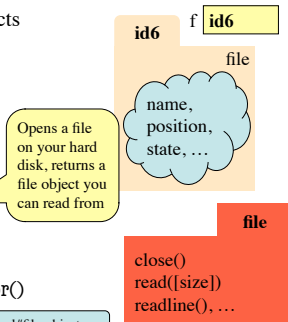 cts
id6
f id6
file
name,
position,
state, …
Opens a file
on your hard
disk, returns a
file object you
can read from
file
close()
read([size])
readline(), …
r()